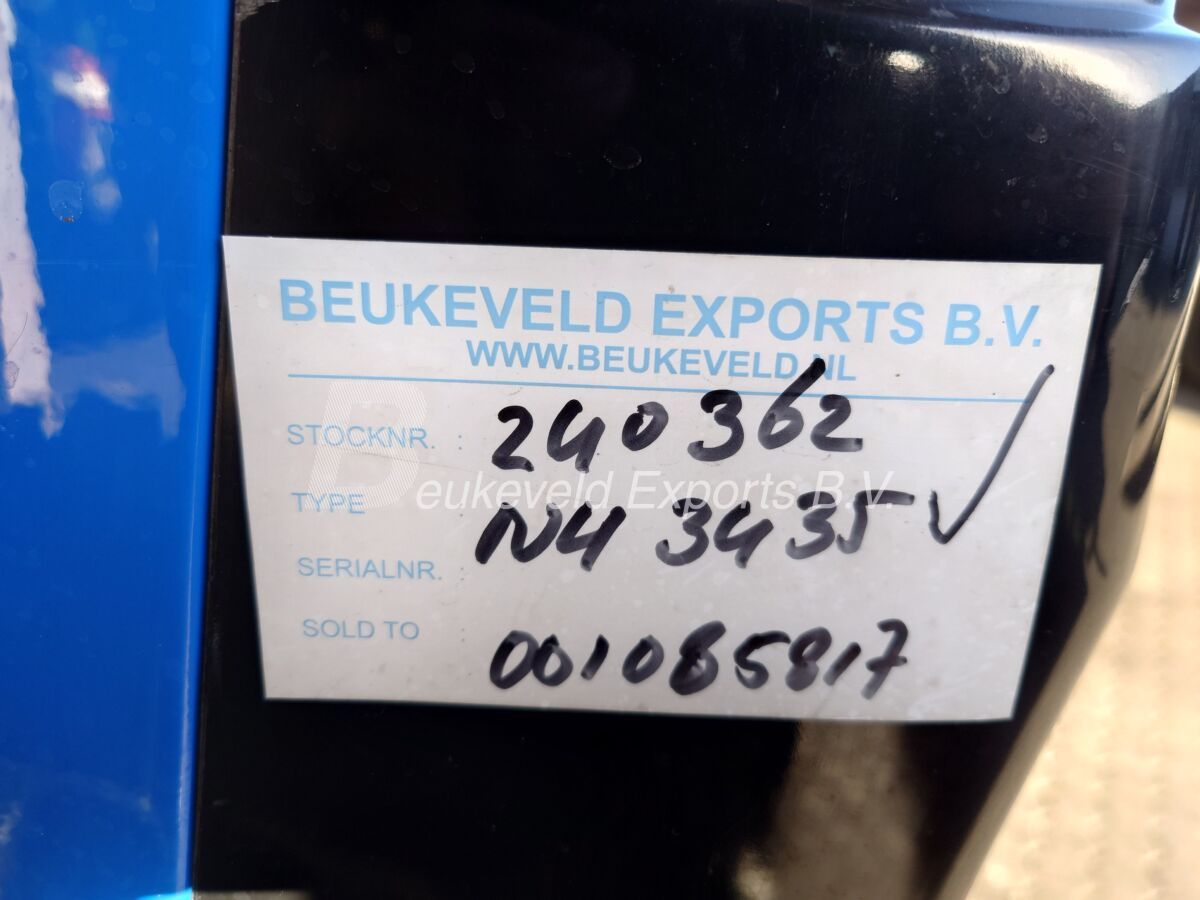 BEUKEVELD EXPORTS B.V.
WWW.BEUKEVELD.NL
STOCKNR. : 240362
Beukeveld Exports B.V.
TYPE : N4 3435 ✓
SERIALNR. :
SOLD TO : 001085817